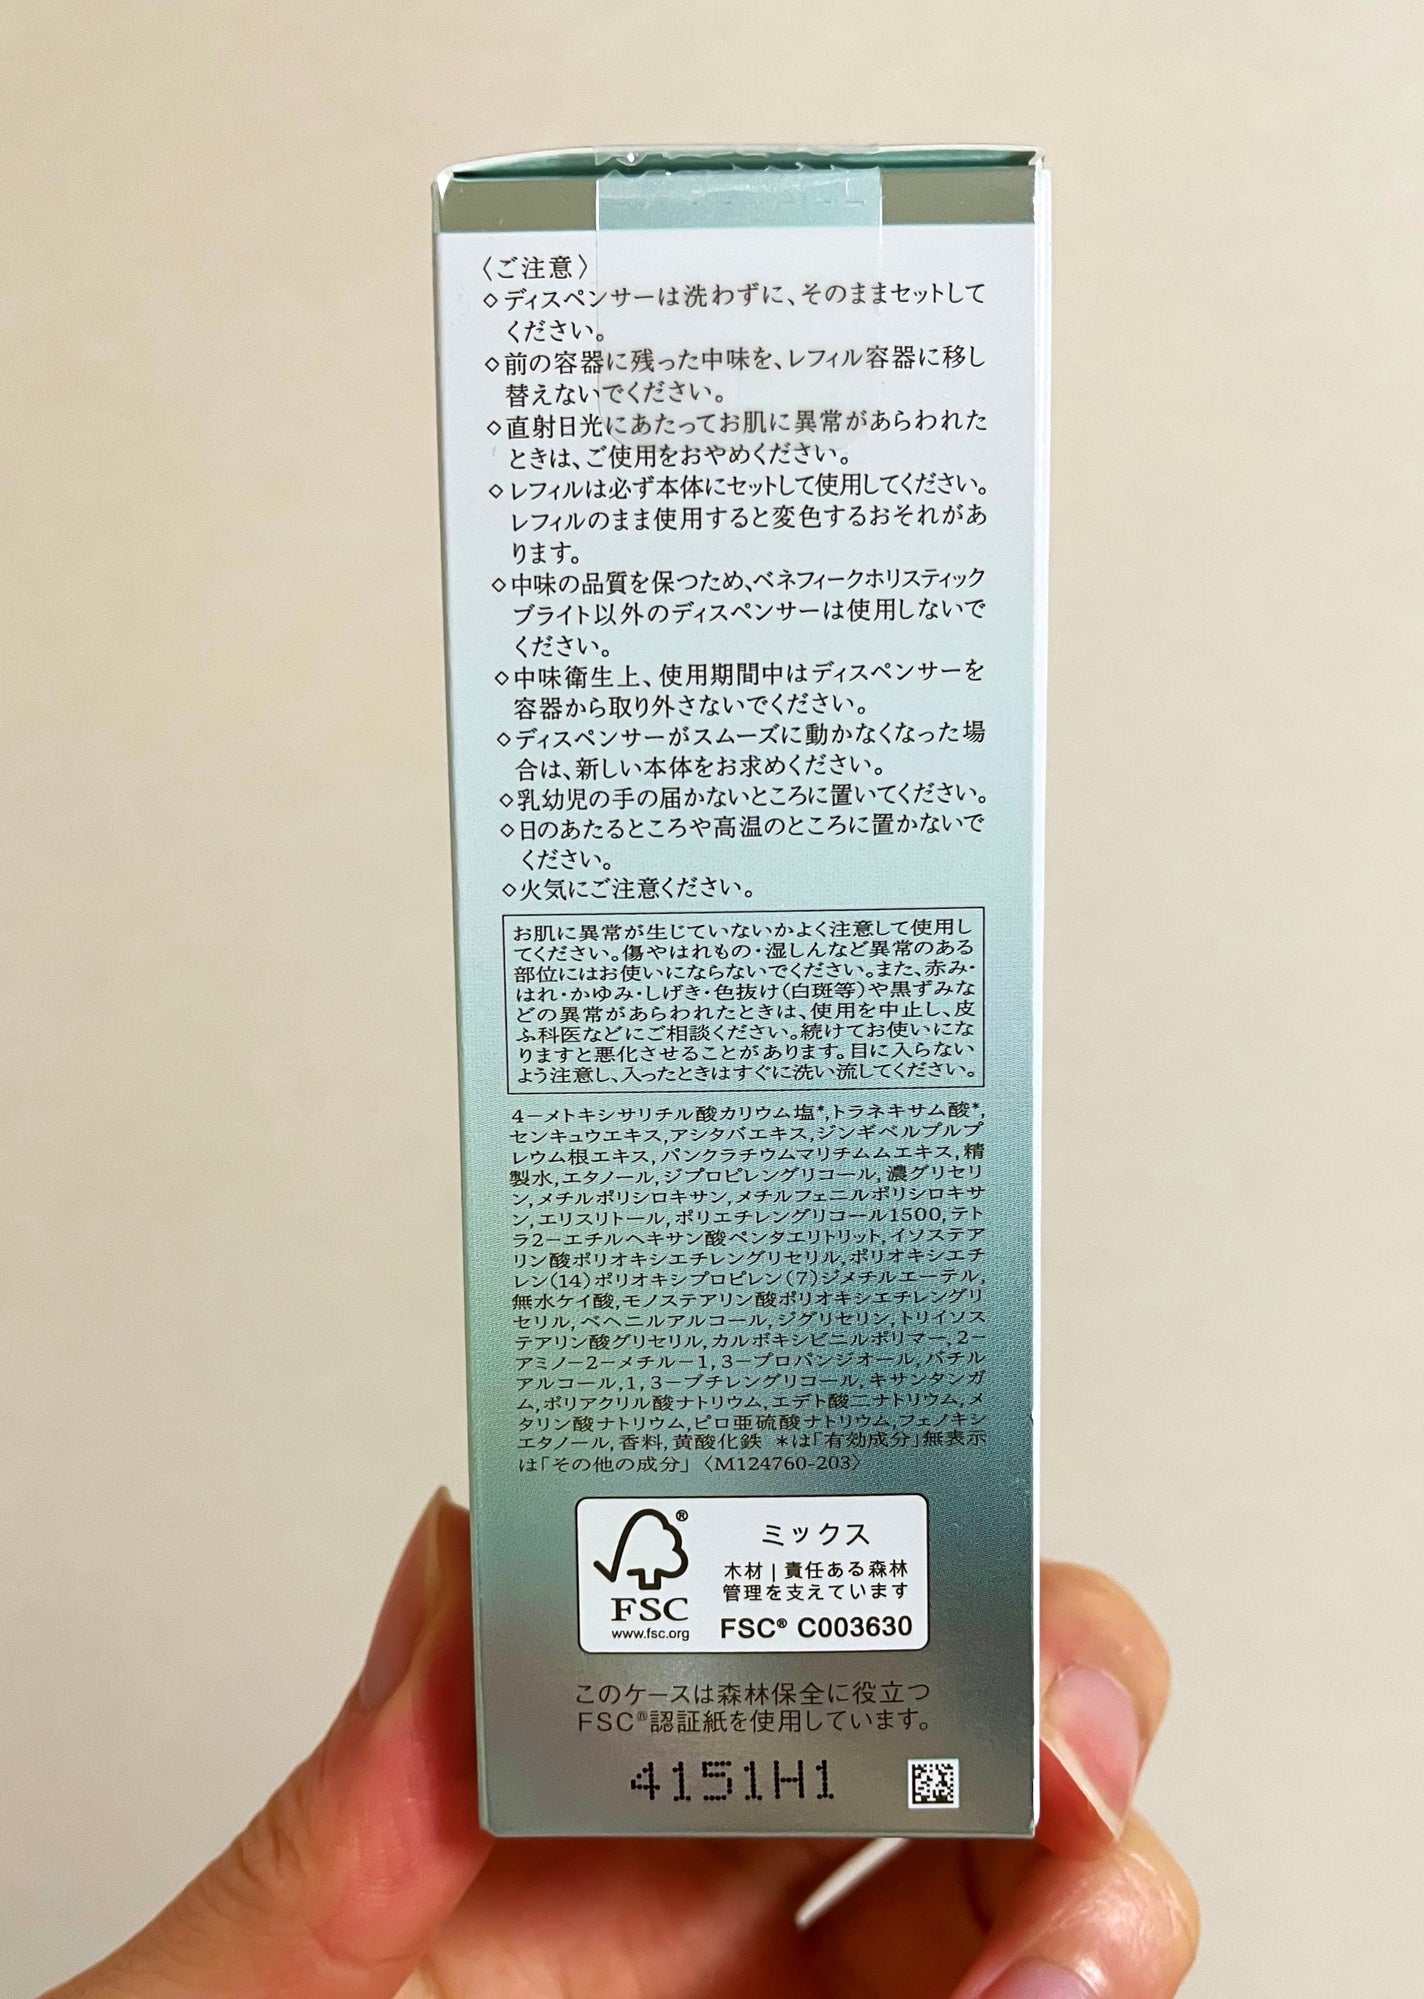 〈ご注意〉
◇ディスペンサーは洗わずに、そのままセットして
ください。
◇前の容器に残った中味を、レフィル容器に移し
替えないでください。
◇直射日光にあたってお肌に異常があらわれた
ときは、ご使用をおやめください。
◇レフィルは必ず本体にセットして使用してください。
レフィルのまま使用すると変色するおそれがあ
ります。
◇中味の品質を保つため、ベネフィークホリスティック
ブライト以外のディスペンサーは使用しないで
ください。
◇中味衛生上、使用期間中はディスペンサーを
容器から取り外さないでください。
◇ディスペンサーがスムーズに動かなくなった場
合は、新しい本体をお求めください。
◇乳幼児の手の届かないところに置いてください。
◇日のあたるところや高温のところに置かないで
ください。
◇火気にご注意ください。
お肌に異常が生じていないかよく注意して使用し
てください。傷やはれもの・湿しんなど異常のある
部位にはお使いにならないでください。また、赤み・
はれ・かゆみ・しげき・色抜け(白斑等)や黒ずみな
どの異常があらわれたときは、使用を中止し、皮
ふ科医などにご相談ください。続けてお使いにな
りますと悪化させることがあります。目に入らない
よう注意し、入ったときはすぐに洗い流してください。
4－メトキシサリチル酸カリウム塩*,トラネキサム酸*,
センキュウエキス,アシタバエキス,ジンギベルプルプ
レウム根エキス,パンクラチウムマリチムムエキス,精
製水,エタノール,ジプロピレングリコール,濃グリセリ
ン,メチルポリシロキサン,メチルフェニルポリシロキサ
ン,エリスリトール,ポリエチレングリコール1500,テト
ラ2－エチルヘキサン酸ペンタエリトリット,イソステア
リン酸ポリオキシエチレングリセリル,ポリオキシエチ
レン(14)ポリオキシプロピレン(7)ジメチルエーテル,
無水ケイ酸,モノステアリン酸ポリオキシエチレングリ
セリル,ベヘニルアルコール,ジグリセリン,トリイソス
テアリン酸グリセリル,カルボキシビニルポリマー,2－
アミノ－2－メチル－1,3－プロパンジオール,バチル
アルコール,1,3－ブチレングリコール,キサンタンガ
ム,ポリアクリル酸ナトリウム,エデト酸二ナトリウム,メ
タリン酸ナトリウム,ピロ亜硫酸ナトリウム,フェノキシ
エタノール,香料,黄酸化鉄 *は「有効成分」無表示
は「その他の成分」〈M124760-203〉
®
FSC
www.fsc.org
ミックス
木材 | 責任ある森林
管理を支えています
FSC® C003630
このケースは森林保全に役立つ
FSC®認証紙を使用しています。
4151H1